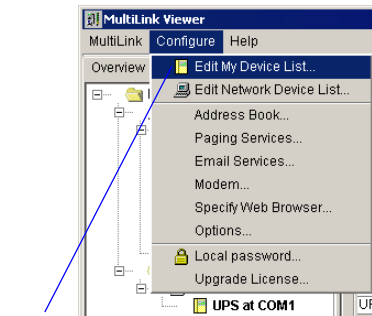 MultiLink Viewer
MultiLink Configure Help
Overview
Edit My Device List...
Edit Network Device List...
Address Book...
Paging Services...
Email Services...
Modem...
Specify Web Browser...
Options...
Local password...
Upgrade License...
UPS at COM1